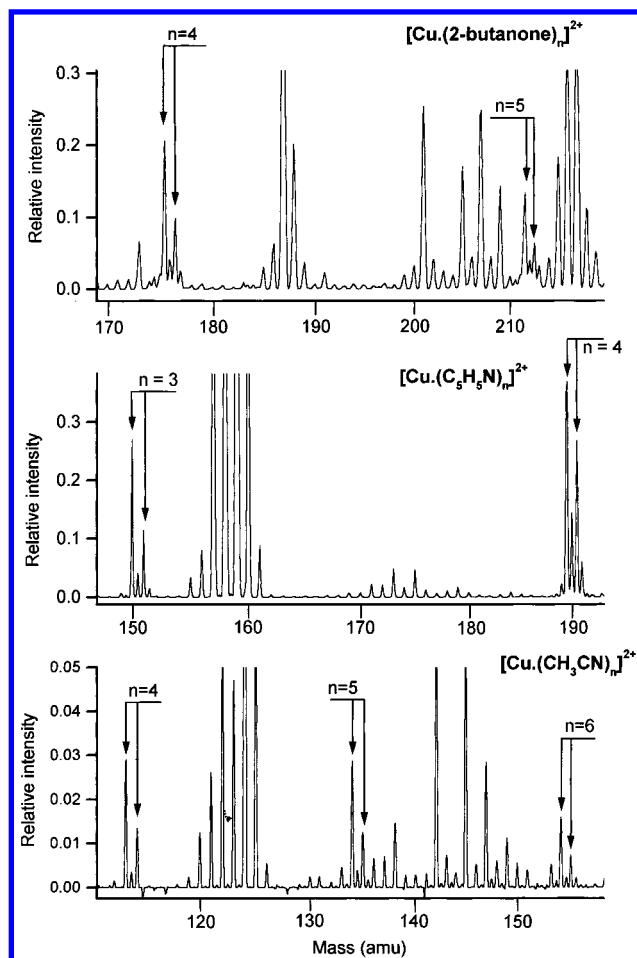 [Cu.(2-butanone)n]2+
n=4
n=5
Relative intensity
0.3
0.2
0.1
0.0
170 180 190 200 210
[Cu.(C5H5N)n]2+
n = 3
n = 4
Relative intensity
0.3
0.2
0.1
0.0
150 160 170 180 190
[Cu.(CH3CN)n]2+
n=4
n=5
n=6
Relative intensity
0.05
0.04
0.03
0.02
0.01
0.00
120 130 140 150
Mass (amu)